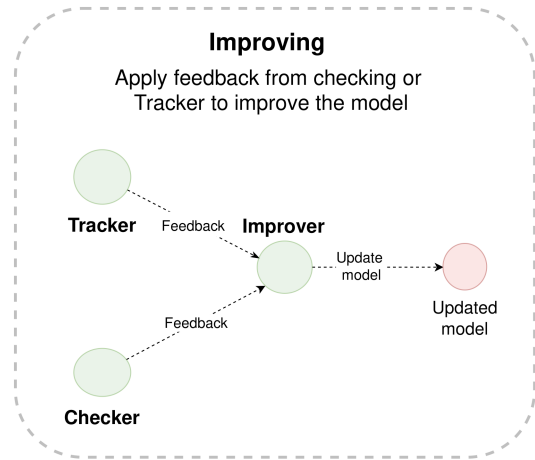 Improving
Apply feedback from checking or
Tracker to improve the model
Tracker
Feedback
Improver
Update
model
Updated
model
Feedback
Checker